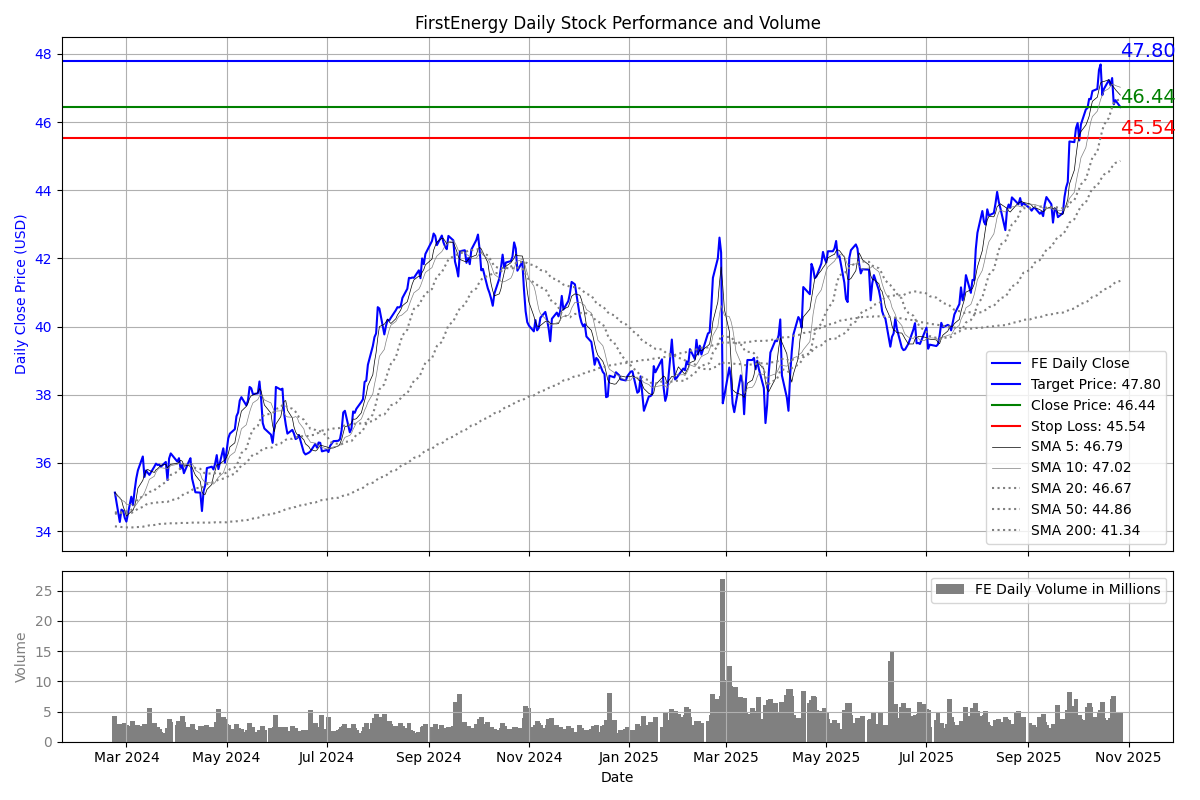 FirstEnergy Daily Stock Performance and Volume
48
46
44
42
40
38
36
34
Daily Close Price (USD)
47.80
46.44
45.54
FE Daily Close
Target Price: 47.80
Close Price: 46.44
Stop Loss: 45.54
SMA 5: 46.79
SMA 10: 47.02
SMA 20: 46.67
SMA 50: 44.86
SMA 200: 41.34
25
20
15
10
5
0
Volume
FE Daily Volume in Millions
Mar 2024 May 2024 Jul 2024 Sep 2024 Nov 2024 Jan 2025 Mar 2025 May 2025 Jul 2025 Sep 2025 Nov 2025
Date